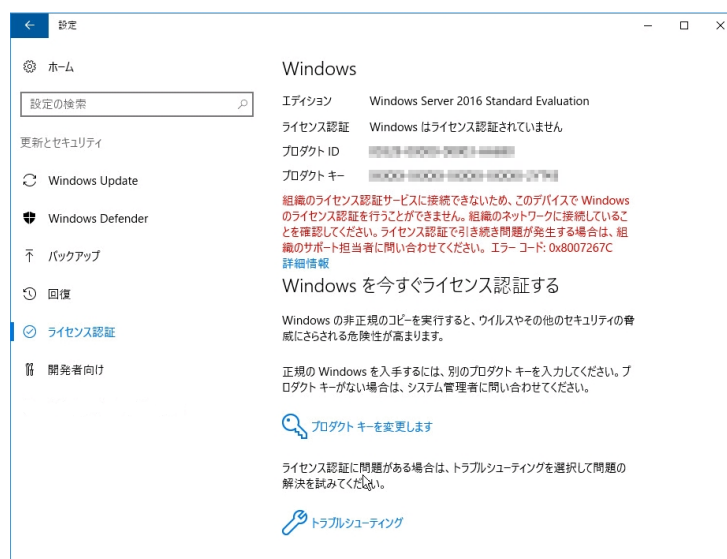 設定
ホーム
設定の検索
更新とセキュリティ
Windows Update
Windows Defender
バックアップ
回復
ライセンス認証
開発者向け
Windows
エディション Windows Server 2016 Standard Evaluation
ライセンス認証 Windows はライセンス認証されていません
プロダクト ID
プロダクト キー
組織のライセンス認証サービスに接続できないため、このデバイスで Windows
のライセンス認証を行うことができません。組織のネットワークに接続しているこ
とを確認してください。ライセンス認証で引き続き問題が発生する場合は、組
織のサポート担当者に問い合わせてください。エラー コード: 0x8007267C
詳細情報
Windows を今すぐライセンス認証する
Windows の非正規のコピーを実行すると、ウイルスやその他のセキュリティの脅
威にさらされる危険性が高まります。
正規の Windows を入手するには、別のプロダクト キーを入力してください。プ
ロダクト キーがない場合は、システム管理者に問い合わせてください。
プロダクト キーを変更します
ライセンス認証に問題がある場合は、トラブルシューティングを選択して問題の
解決を試みてください。
トラブルシューティング